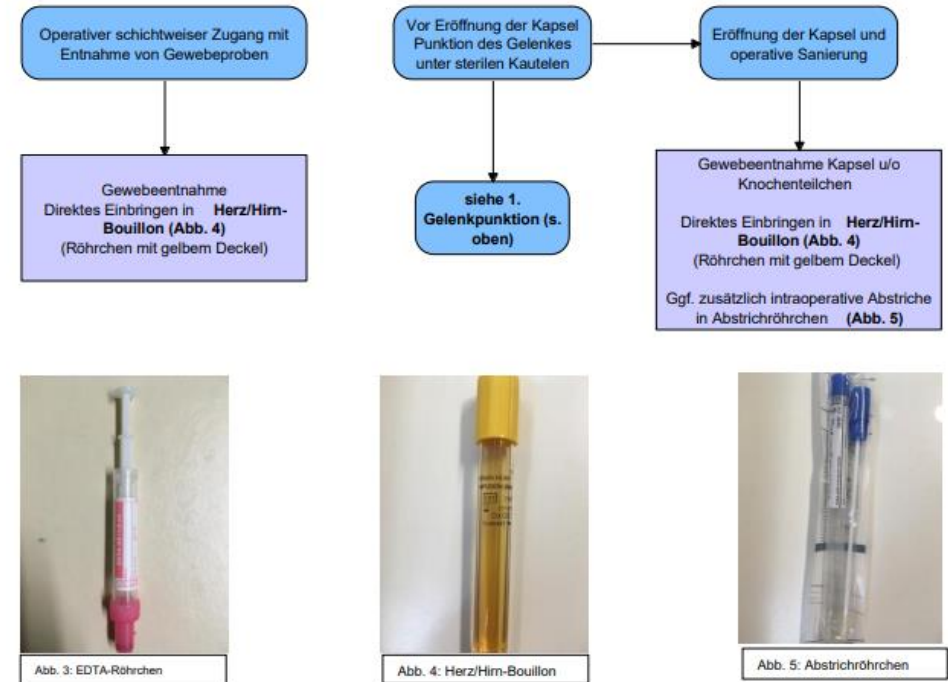 Operativer schichtweiser Zugang mit
Entnahme von Gewebeproben
Vor Eröffnung der Kapsel
Punktion des Gelenkes
unter sterilen Kautelen
Eröffnung der Kapsel und
operative Sanierung
Gewebeentnahme
Direktes Einbringen in Herz/Hirn-
Bouillon (Abb. 4)
(Röhrchen mit gelbem Deckel)
siehe 1.
Gelenkpunktion (s.
oben)
Gewebeentnahme Kapsel u/o
Knochenteilchen
Direktes Einbringen in Herz/Hirn-
Bouillon (Abb. 4)
(Röhrchen mit gelbem Deckel)
Ggf. zusätzlich intraoperative Abstriche
in Abstrichröhrchen (Abb. 5)
Abb. 3: EDTA-Röhrchen
Abb. 4: Herz/Hirn-Bouillon
Abb. 5: Abstrichröhrchen